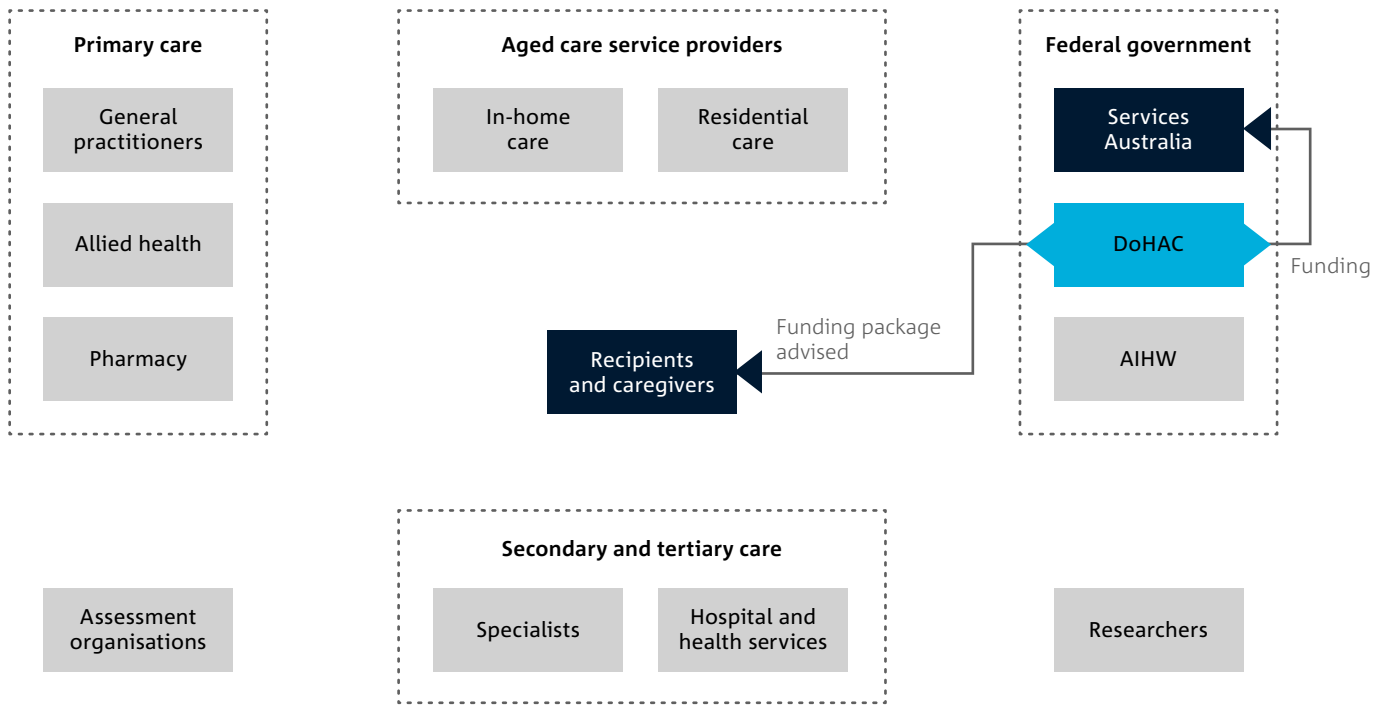 Primary care
General
practitioners
Allied health
Pharmacy
Aged care service providers
In-home
care
Residential
care
Federal government
Services
Australia
DoHAC
Funding
AIHW
Funding package
advised
Recipients
and caregivers
Assessment
organisations
Secondary and tertiary care
Specialists
Hospital and
health services
Researchers